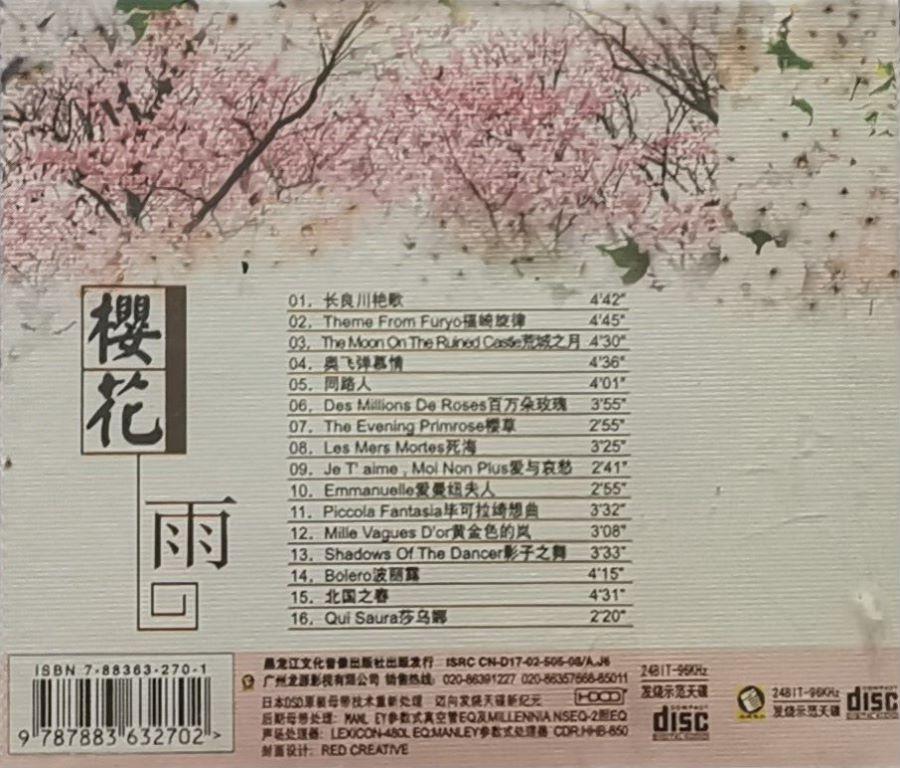 櫻花
雨
01. 长良川艳歌 4'42"
02. Theme From Furyo福崎旋律 4'45"
03. The Moon On The Ruined Castle荒城之月 4'30"
04. 奥飞弹慕情 4'36"
05. 同路人 4'01"
06. Des Millions De Roses百万朵玫瑰 3'55"
07. The Evening Primrose樱草 2'55"
08. Les Mers Mortes死海 3'25"
09. Je T' aime , Moi Non Plus爱与哀愁 2'41"
10. Emmanuelle爱曼纽夫人 2'55"
11. Piccola Fantasia毕可拉绮想曲 3'32"
12. Mille Vagues D'or黄金色的岚 3'08"
13. Shadows Of The Dancer影子之舞 3'33"
14. Bolero波丽露 4'15"
15. 北国之春 4'31"
16. Qui Saura莎乌娜 2'20"
ISBN 7-88363-270-1
9 787883 632702 >
黑龙江文化音像出版社出版发行 ISRC CN-D17-02-505-08/A.J6
广州龙源影视有限公司 销售热线: 020-86391227 020-86357668-85011
日本DSD原装母带技术重新处理 迈向发烧天碟新纪元 HDCD
后期母带处理: MANL EY参数式真空管EQ及MILLENNIA NSEQ-2胆EQ
声场处理器: LEXICON-480L EQ:MANLEY参数式处理器 CDR:HHB-850
封面设计: RED CREATIVE
24BIT-96KHz
发烧示范天碟
COMPACT
disc
24BIT-96KHz
发烧示范天碟
COMPACT
disc